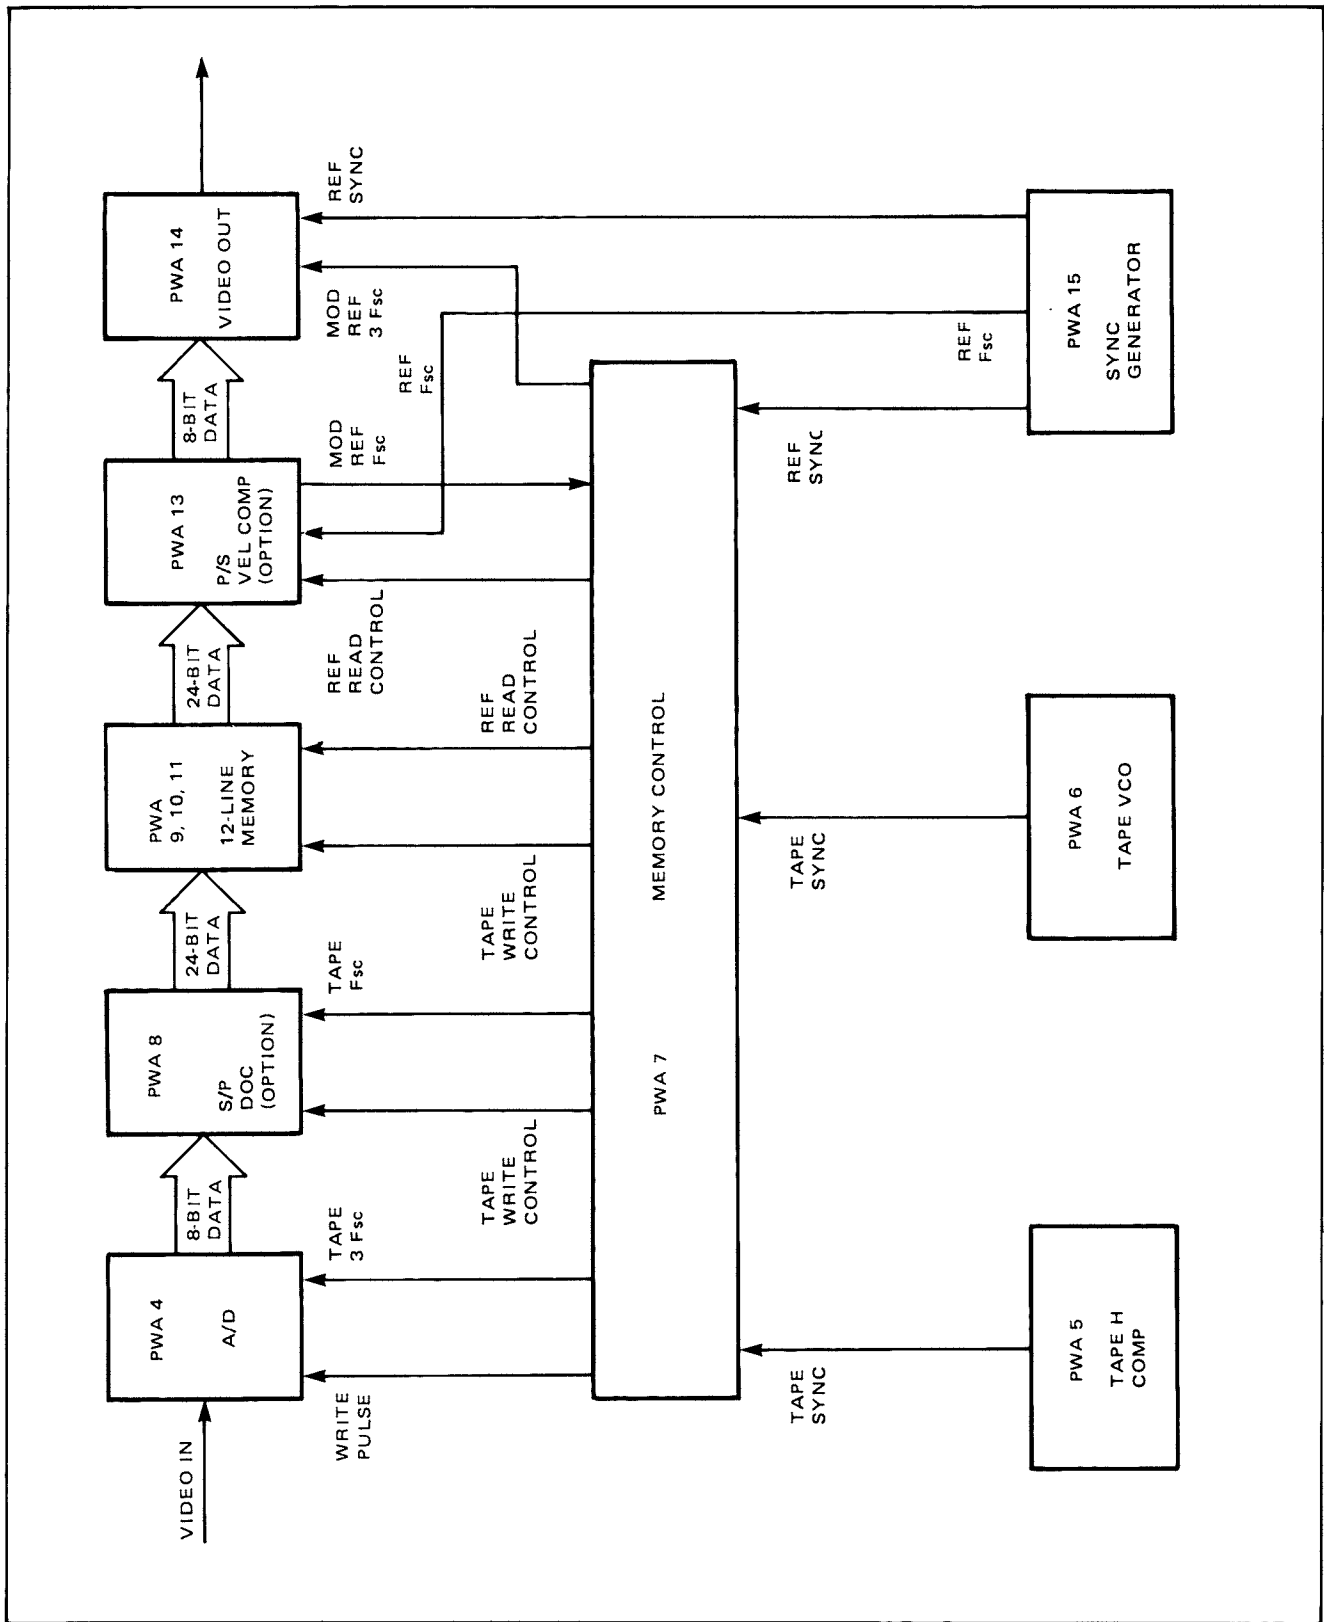 VIDEO IN
PWA 4
A/D
8-BIT
DATA
PWA 8
S/P
DOC
(OPTION)
24-BIT
DATA
PWA
9, 10, 11
12-LINE
MEMORY
24-BIT
DATA
PWA 13
P/S
VEL COMP
(OPTION)
8-BIT
DATA
PWA 14
VIDEO OUT
WRITE
PULSE
TAPE
3 Fsc
TAPE
WRITE
CONTROL
TAPE
Fsc
TAPE
WRITE
CONTROL
REF
READ
CONTROL
REF
READ
CONTROL
MOD
REF
Fsc
REF
Fsc
MOD
REF
3 Fsc
REF
SYNC
PWA 7
MEMORY CONTROL
TAPE
SYNC
TAPE
SYNC
REF
SYNC
REF
Fsc
PWA 5
TAPE H
COMP
PWA 6
TAPE VCO
PWA 15
SYNC
GENERATOR